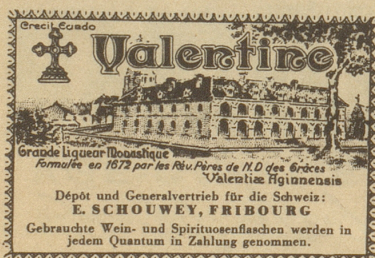 Crescit Eundo
Valentine
Grande Liqueur Monastique
Formulée en 1672 par les Rév. Pères de N.D des Grâces
Valentiæ Aginnensis
Dépôt und Generalvertrieb für die Schweiz:
E. SCHOUWEY, FRIBOURG
Gebrauchte Wein- und Spirituosenflaschen werden in
jedem Quantum in Zahlung genommen.